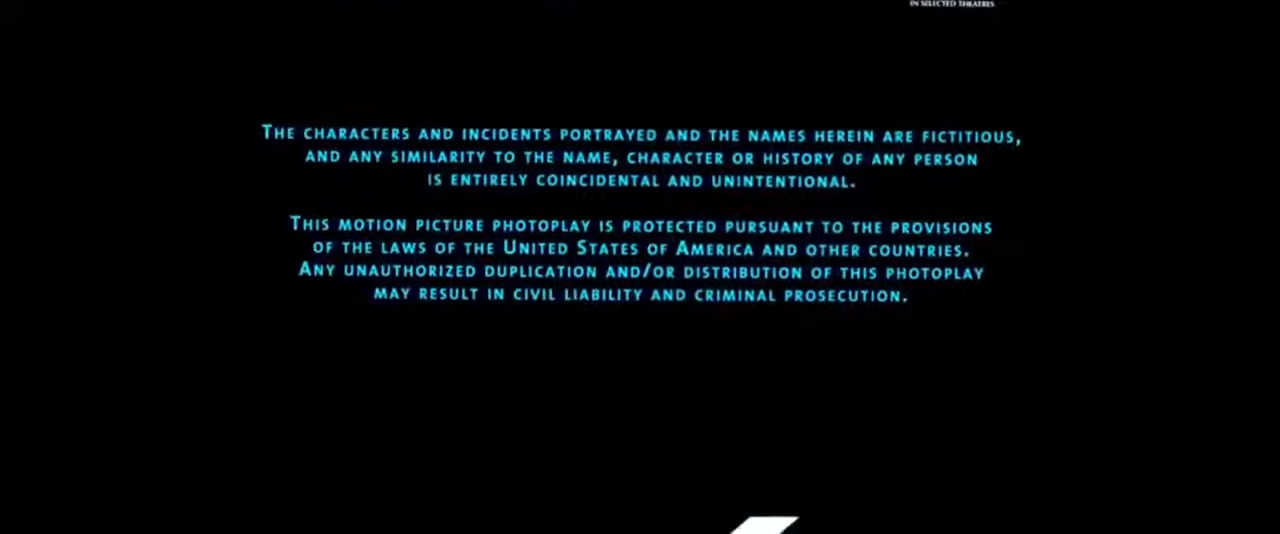 IN SELECTED THEATRES
THE CHARACTERS AND INCIDENTS PORTRAYED AND THE NAMES HEREIN ARE FICTITIOUS,
AND ANY SIMILARITY TO THE NAME, CHARACTER OR HISTORY OF ANY PERSON
IS ENTIRELY COINCIDENTAL AND UNINTENTIONAL.
THIS MOTION PICTURE PHOTOPLAY IS PROTECTED PURSUANT TO THE PROVISIONS
OF THE LAWS OF THE UNITED STATES OF AMERICA AND OTHER COUNTRIES.
ANY UNAUTHORIZED DUPLICATION AND/OR DISTRIBUTION OF THIS PHOTOPLAY
MAY RESULT IN CIVIL LIABILITY AND CRIMINAL PROSECUTION.